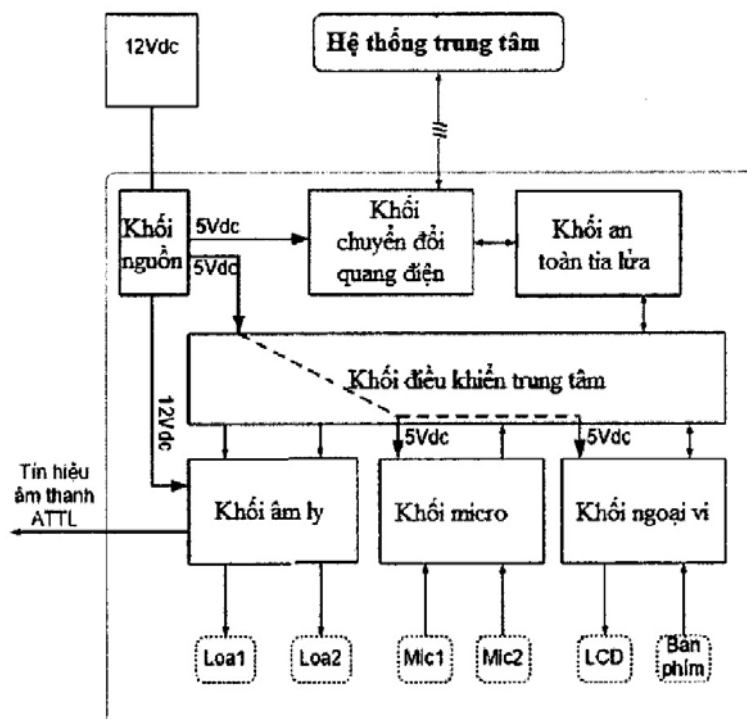 12Vdc
Hệ thống trung tâm
Khối
nguồn
5Vdc
5Vdc
Khối
chuyển đổi
quang điện
Khối an
toàn tia lửa
Khối điều khiển trung tâm
12Vdc
5Vdc
5Vdc
Tín hiệu
âm thanh
ATTL
Khối âm ly
Khối micro
Khối ngoại vi
Loa1
Loa2
Mic1
Mic2
LCD
Bàn
phím